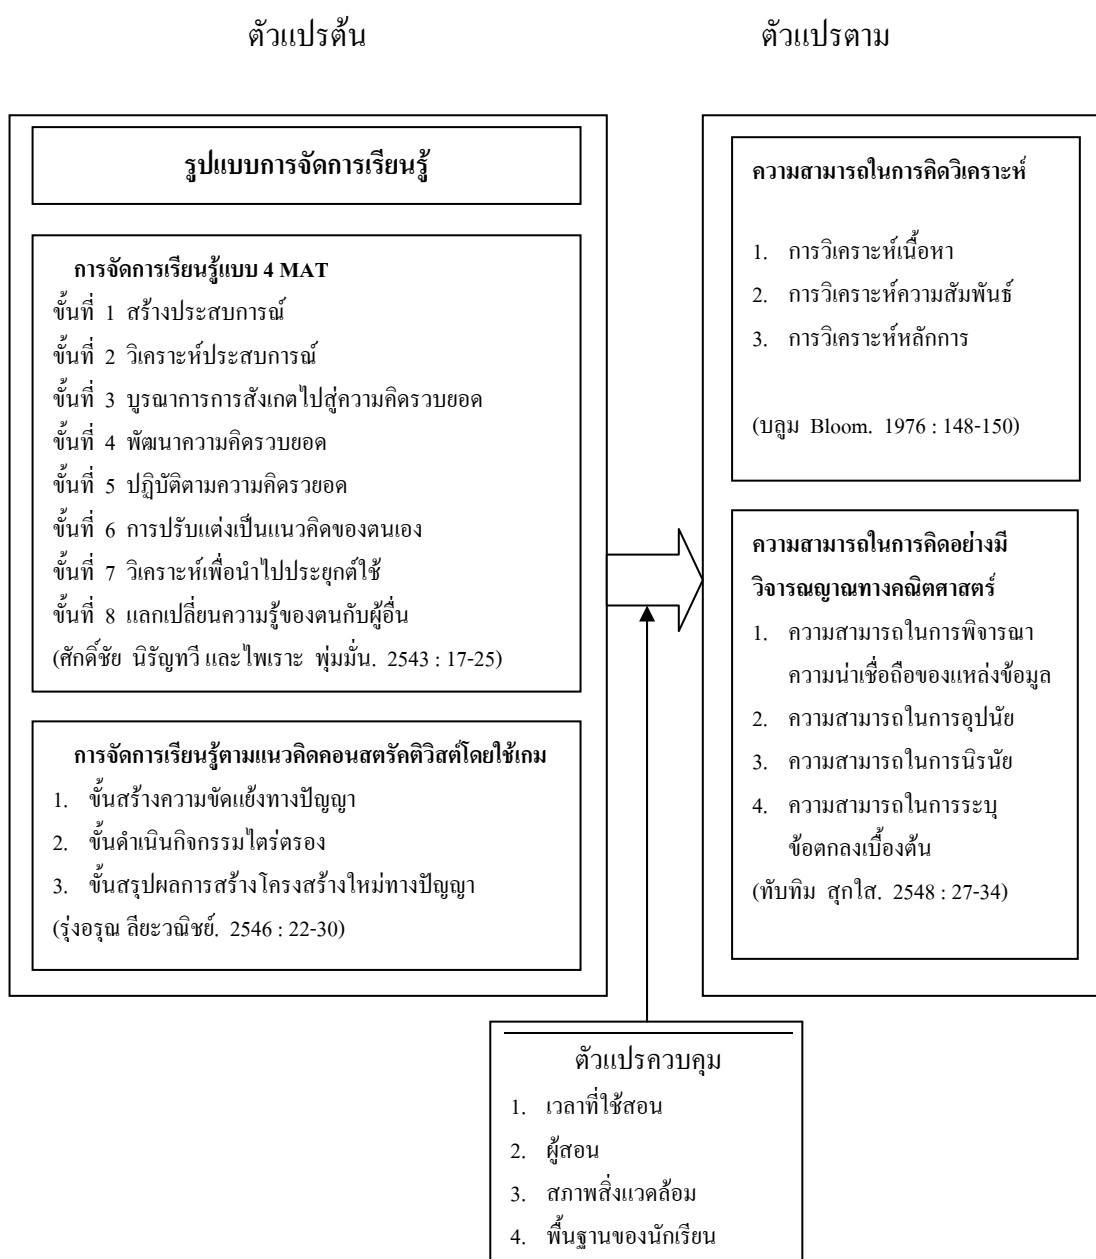 ตัวแปรต้น
ตัวแปรตาม
รูปแบบการจัดการเรียนรู้
การจัดการเรียนรู้แบบ 4 MAT
ขั้นที่ 1 สร้างประสบการณ์
ขั้นที่ 2 วิเคราะห์ประสบการณ์
ขั้นที่ 3 บูรณาการการสังเกตไปสู่ความคิดรวบยอด
ขั้นที่ 4 พัฒนาความคิดรวบยอด
ขั้นที่ 5 ปฏิบัติตามความคิดรวยอด
ขั้นที่ 6 การปรับแต่งเป็นแนวคิดของตนเอง
ขั้นที่ 7 วิเคราะห์เพื่อนำไปประยุกต์ใช้
ขั้นที่ 8 แลกเปลี่ยนความรู้ของตนกับผู้อื่น
(ศักดิ์ชัย นิรัญทวี และไพเราะ พุ่มมั่น. 2543 : 17-25)
การจัดการเรียนรู้ตามแนวคิดคอนสตรัคติวิสต์โดยใช้เกม
1. ขั้นสร้างความขัดแย้งทางปัญญา
2. ขั้นดำเนินกิจกรรมไตร่ตรอง
3. ขั้นสรุปผลการสร้างโครงสร้างใหม่ทางปัญญา
(รุ่งอรุณ ลียะวณิชย์. 2546 : 22-30)
ความสามารถในการคิดวิเคราะห์
1. การวิเคราะห์เนื้อหา
2. การวิเคราะห์ความสัมพันธ์
3. การวิเคราะห์หลักการ
(บลูม Bloom. 1976 : 148-150)
ความสามารถในการคิดอย่างมี
วิจารณญาณทางคณิตศาสตร์
1. ความสามารถในการพิจารณา
ความน่าเชื่อถือของแหล่งข้อมูล
2. ความสามารถในการอุปนัย
3. ความสามารถในการนิรนัย
4. ความสามารถในการระบุ
ข้อตกลงเบื้องต้น
(ทับทิม สุกใส. 2548 : 27-34)
ตัวแปรควบคุม
1. เวลาที่ใช้สอน
2. ผู้สอน
3. สภาพสิ่งแวดล้อม
4. พื้นฐานของนักเรียน